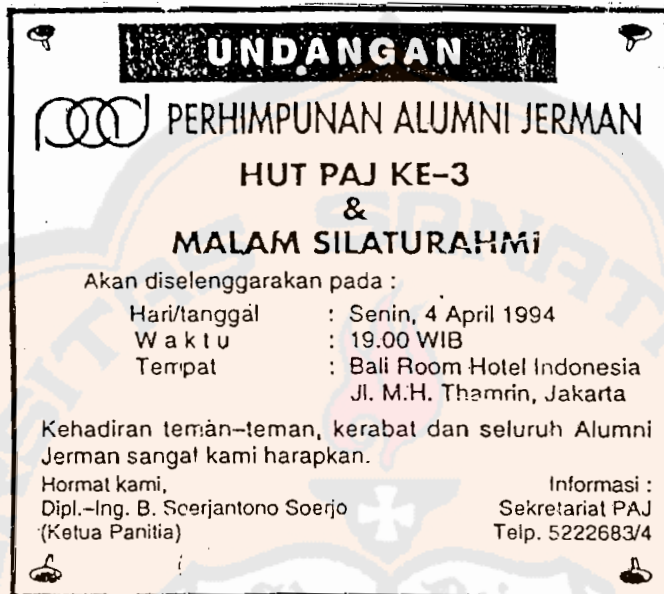 UNDANGAN
paj PERHIMPUNAN ALUMNI JERMAN
HUT PAJ KE-3
&
MALAM SILATURAHMI
Akan diselenggarakan pada :
Hari/tanggal : Senin, 4 April 1994
Waktu : 19.00 WIB
Tempat : Bali Room Hotel Indonesia
Jl. M.H. Thamrin, Jakarta
Kehadiran teman-teman, kerabat dan seluruh Alumni
Jerman sangat kami harapkan.
Hormat kami,
Dipl.-Ing. B. Soerjantono Soerjo
(Ketua Panitia)
Informasi :
Sekretariat PAJ
Telp. 5222683/4